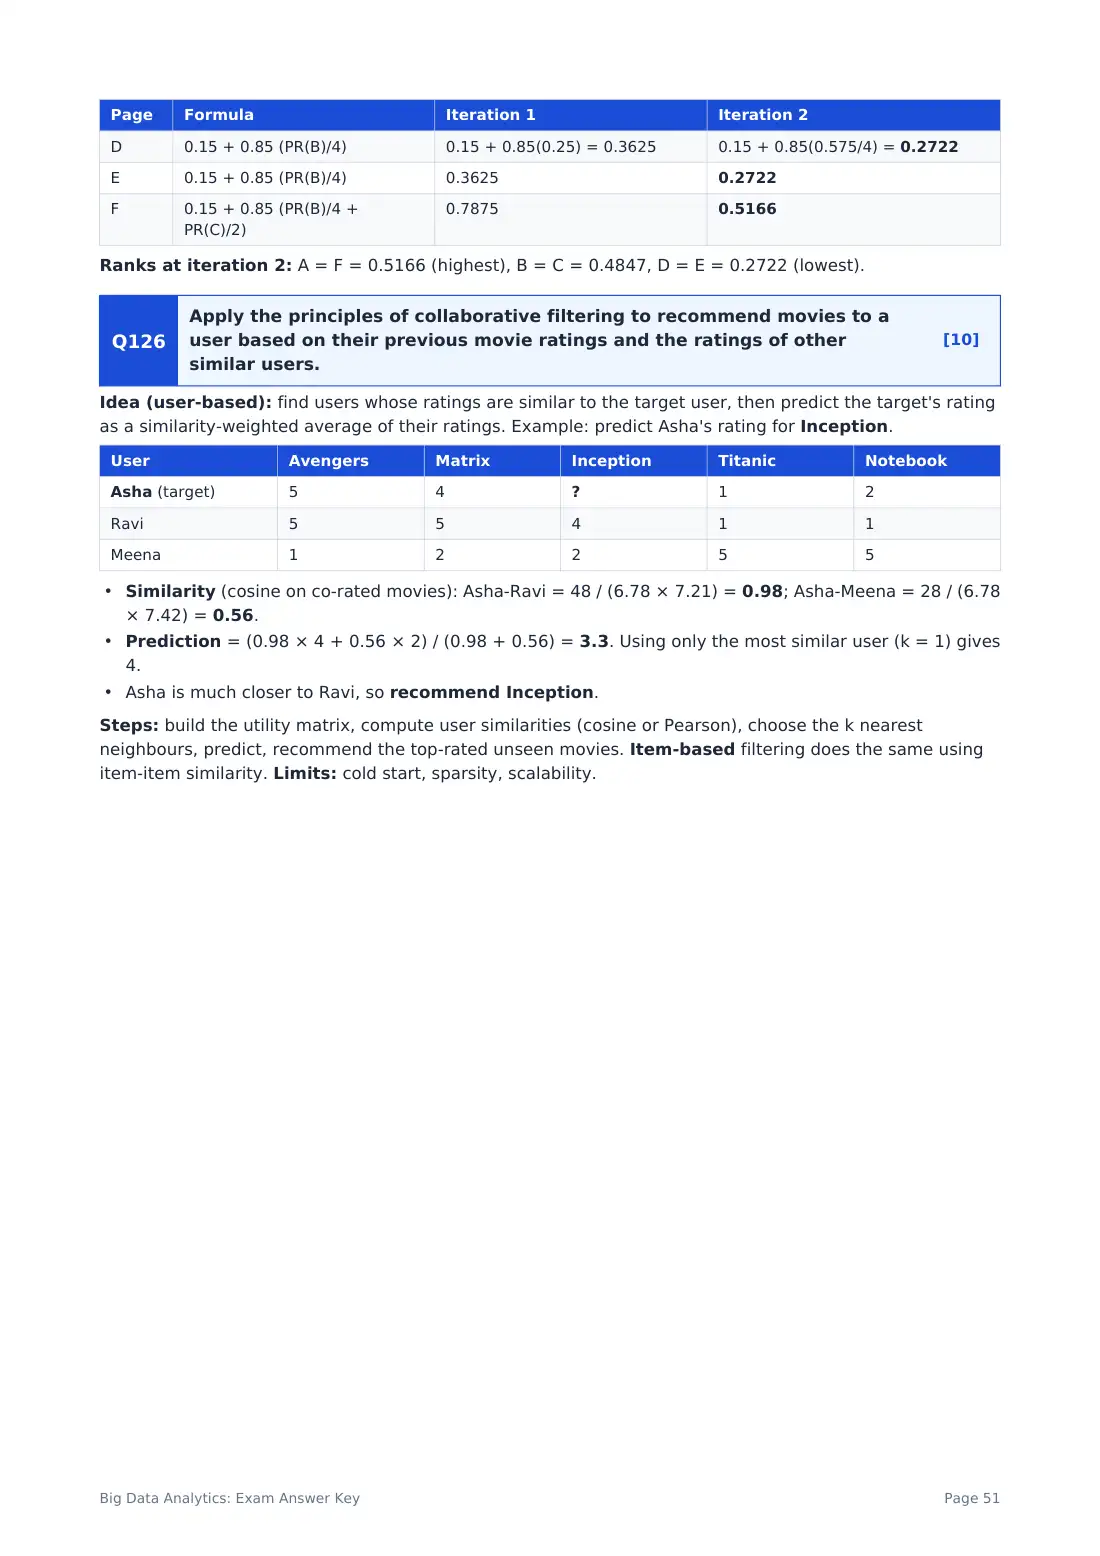 Page Formula Iteration 1 Iteration 2
D 0.15 + 0.85 (PR(B)/4) 0.15 + 0.85(0.25) = 0.3625 0.15 + 0.85(0.575/4) = 0.2722
E 0.15 + 0.85 (PR(B)/4) 0.3625 0.2722
F 0.15 + 0.85 (PR(B)/4 + 0.7875 0.5166
PR(C)/2)
Ranks at iteration 2: A = F = 0.5166 (highest), B = C = 0.4847, D = E = 0.2722 (lowest).
Apply the principles of collaborative filtering to recommend movies to a
Q126 user based on their previous movie ratings and the ratings of other [10]
similar users.
Idea (user-based): find users whose ratings are similar to the target user, then predict the target's rating
as a similarity-weighted average of their ratings. Example: predict Asha's rating for Inception.
User Avengers Matrix Inception Titanic Notebook
Asha (target) 5 4 ? 1 2
Ravi 5 5 4 1 1
Meena 1 2 2 5 5
• Similarity (cosine on co-rated movies): Asha-Ravi = 48 / (6.78 × 7.21) = 0.98; Asha-Meena = 28 / (6.78
× 7.42) = 0.56.
• Prediction = (0.98 × 4 + 0.56 × 2) / (0.98 + 0.56) = 3.3. Using only the most similar user (k = 1) gives
4.
• Asha is much closer to Ravi, so recommend Inception.
Steps: build the utility matrix, compute user similarities (cosine or Pearson), choose the k nearest
neighbours, predict, recommend the top-rated unseen movies. Item-based filtering does the same using
item-item similarity. Limits: cold start, sparsity, scalability.
Big Data Analytics: Exam Answer Key Page 51